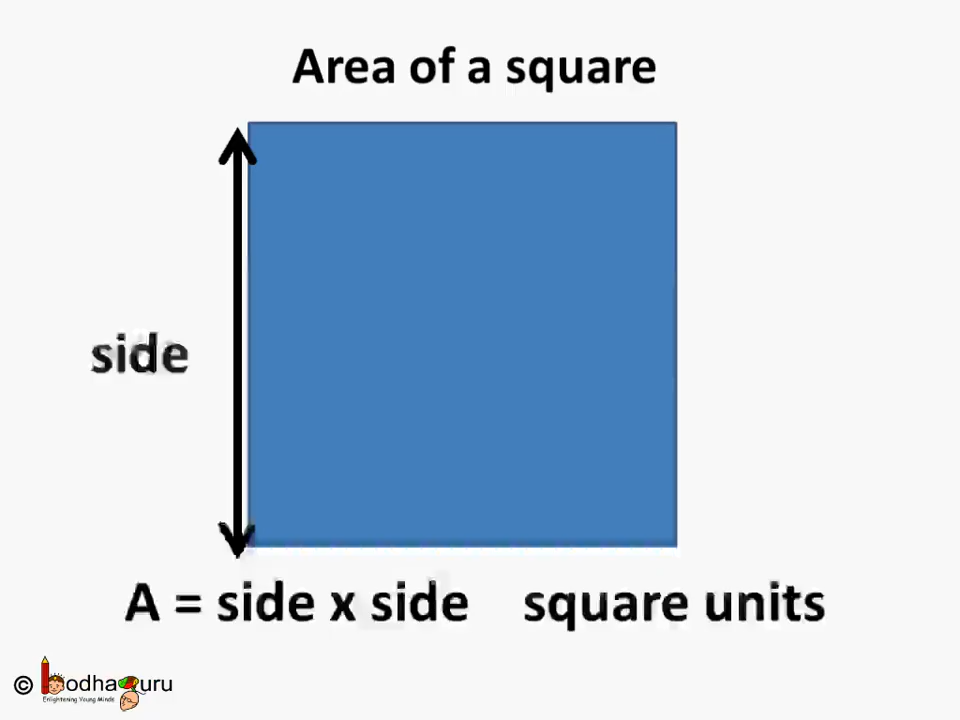 Area of a square
side
A = side x side square units
© bodhaguru
Enlightening Young Minds